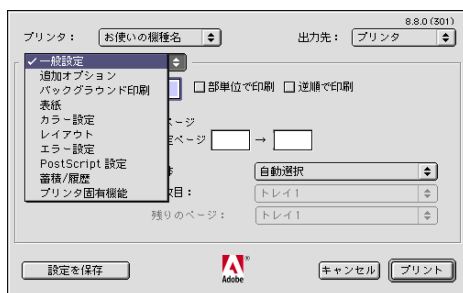 8.8.0 (301)
プリンタ： お使いの機種名 出力先： プリンタ
✓一般設定
追加オプション
バックグラウンド印刷
表紙
カラー設定
レイアウト
エラー設定
PostScript 設定
蓄積/履歴
プリンタ固有機能
部単位で印刷 逆順で印刷
ページ
ページ →
自動選択
目： トレイ1
残りのページ： トレイ1
設定を保存
Adobe
キャンセル プリント